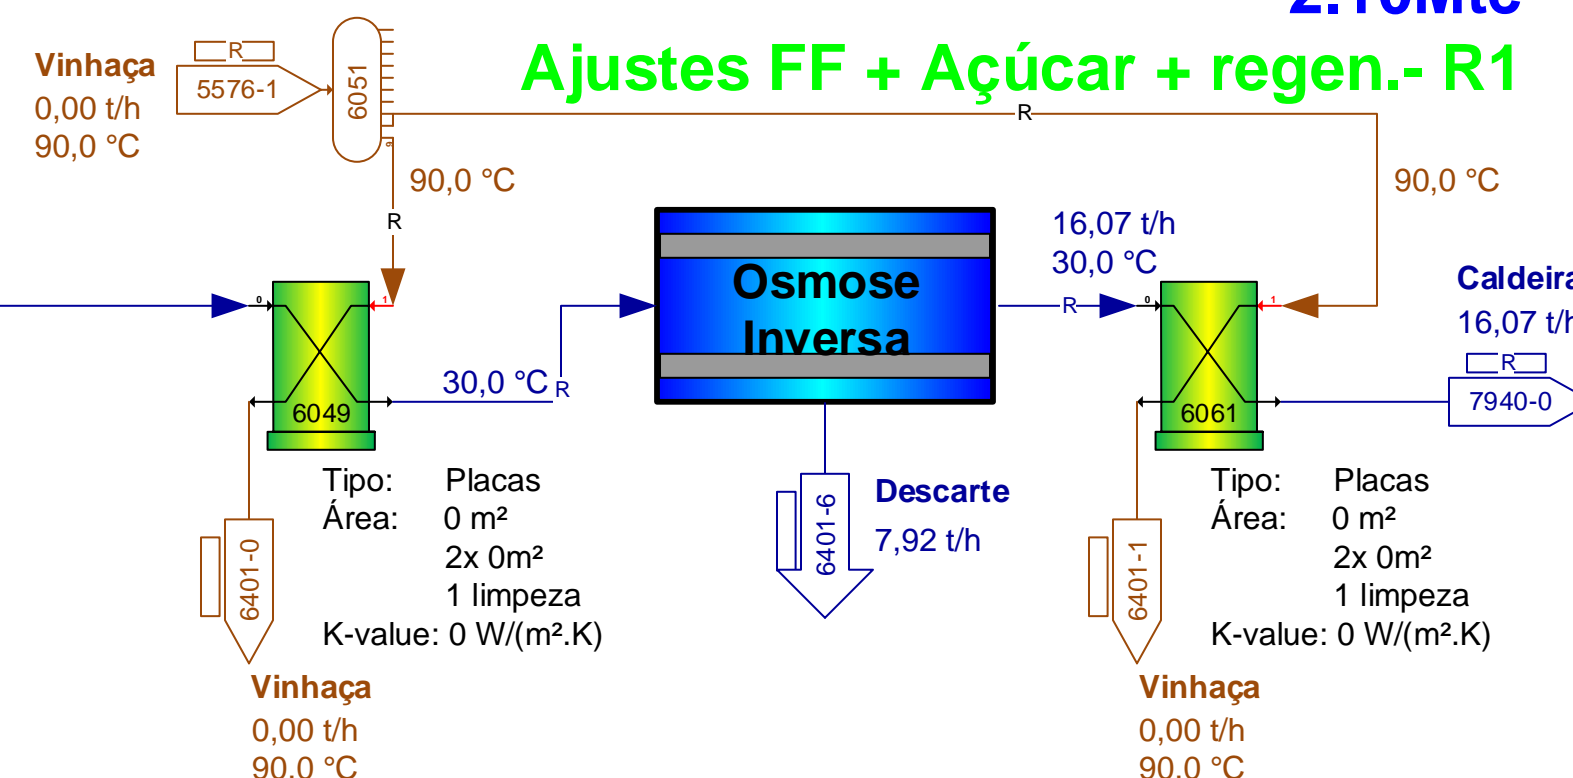 Ajustes FF + Açúcar + regen.- R1
Vinhaça
0,00 t/h
90,0 °C
R
5576-1
6051
R
90,0 °C
R
90,0 °C
16,07 t/h
30,0 °C
Osmose
Inversa
R
Caldeira
16,07 t/h
R
7940-0
0
1
6049
30,0 °C
R
0
1
6061
Tipo: Placas
Área: 0 m²
2x 0m²
1 limpeza
K-value: 0 W/(m².K)
6401-0
Vinhaça
0,00 t/h
90,0 °C
6401-6
Descarte
7,92 t/h
Tipo: Placas
Área: 0 m²
2x 0m²
1 limpeza
K-value: 0 W/(m².K)
6401-1
Vinhaça
0,00 t/h
90,0 °C